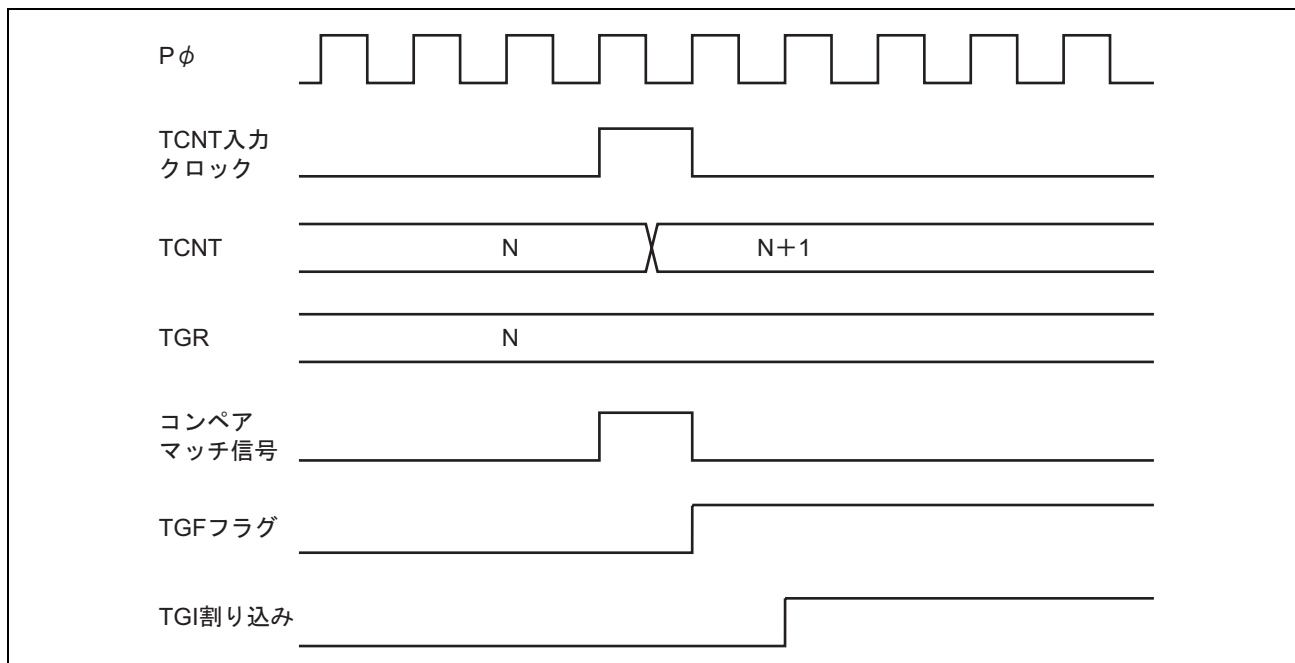 Pφ
TCNT入力
クロック
TCNT
N
N＋1
TGR
N
コンペア
マッチ信号
TGFフラグ
TGI割り込み